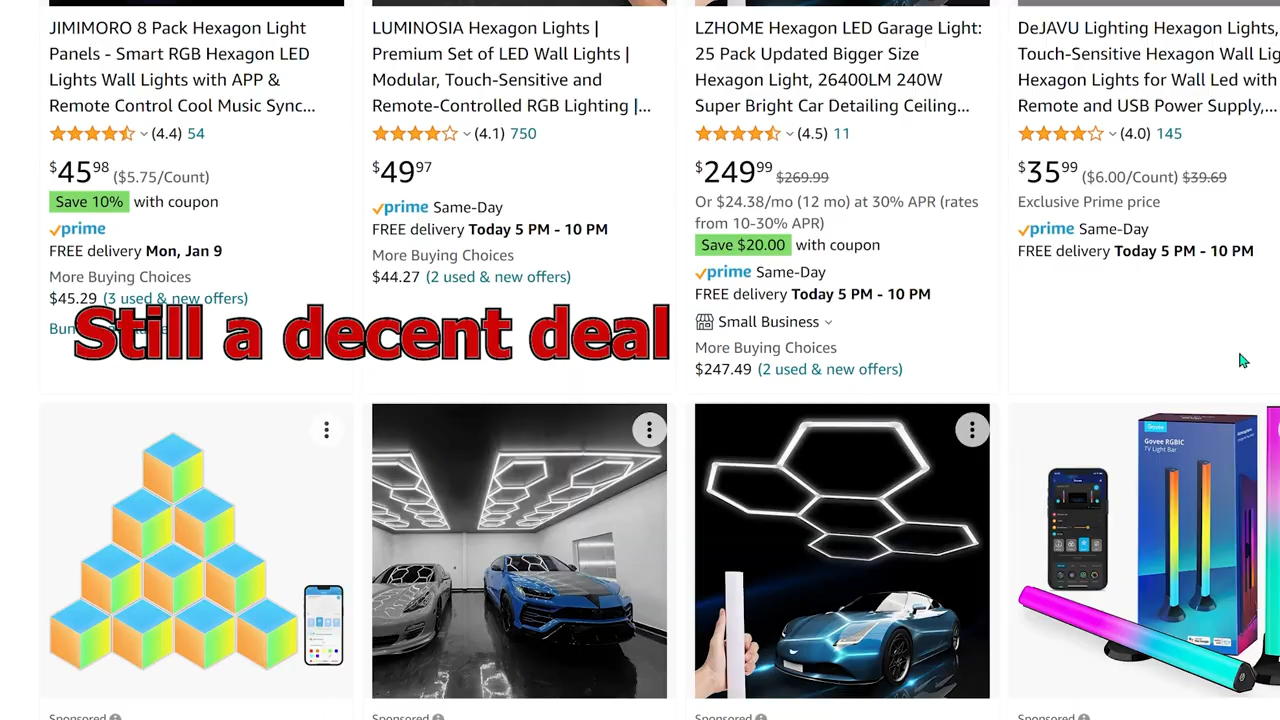 JIMIMORO 8 Pack Hexagon Light
Panels - Smart RGB Hexagon LED
Lights Wall Lights with APP &
Remote Control Cool Music Sync...
(4.4) 54
$45 98 ($5.75/Count)
Save 10% with coupon
prime
FREE delivery Mon, Jan 9
More Buying Choices
$45.29 (3 used & new offers)
LUMINOSIA Hexagon Lights |
Premium Set of LED Wall Lights |
Modular, Touch-Sensitive and
Remote-Controlled RGB Lighting |...
(4.1) 750
$49 97
prime Same-Day
FREE delivery Today 5 PM - 10 PM
More Buying Choices
$44.27 (2 used & new offers)
Still a decent deal
LZHOME Hexagon LED Garage Light:
25 Pack Updated Bigger Size
Hexagon Light, 26400LM 240W
Super Bright Car Detailing Ceiling...
(4.5) 11
$249 99 $269.99
Or $24.38/mo (12 mo) at 30% APR (rates
from 10-30% APR)
Save $20.00 with coupon
prime Same-Day
FREE delivery Today 5 PM - 10 PM
Small Business
More Buying Choices
$247.49 (2 used & new offers)
DeJAVU Lighting Hexagon Lights,
Touch-Sensitive Hexagon Wall Lig
Hexagon Lights for Wall Led with
Remote and USB Power Supply,...
(4.0) 145
$35 99 ($6.00/Count) $39.69
Exclusive Prime price
prime Same-Day
FREE delivery Today 5 PM - 10 PM
Govee
Govee RGBIC
TV Light Bar
Sponsored
Sponsored
Sponsored
Sponsored